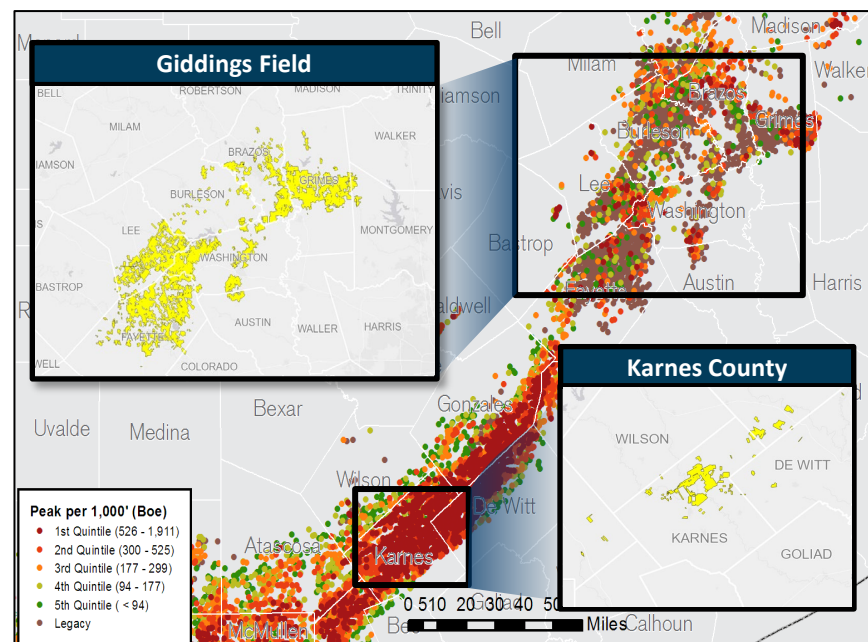 Bell
Madison
Giddings Field
Milam
Walker
BELL
ROBERTSON
MADISON
TRINITY
MILAM
WALKER
Brazos
Grimes
Burleson
BRAZOS
GRIMES
BURLESON
Lee
MONTGOMERY
LEE
Washington
WASHINGTON
Bastrop
BASTROP
Austin
Harris
Fayette
AUSTIN
WALLER
HARRIS
FAYETTE
COLORADO
Karnes County
Bexar
Gonzales
Uvalde
Medina
WILSON
DE WITT
Wilson
Peak per 1,000' (Boe)
1st Quintile (526 - 1,911)
2nd Quintile (300 - 525)
3rd Quintile (177 - 299)
4th Quintile (94 - 177)
5th Quintile ( < 94)
Legacy
De Witt
KARNES
GOLIAD
Atascosa
Karnes
0 5 10 20 30 40 50
Miles
McMullen
Calhoun